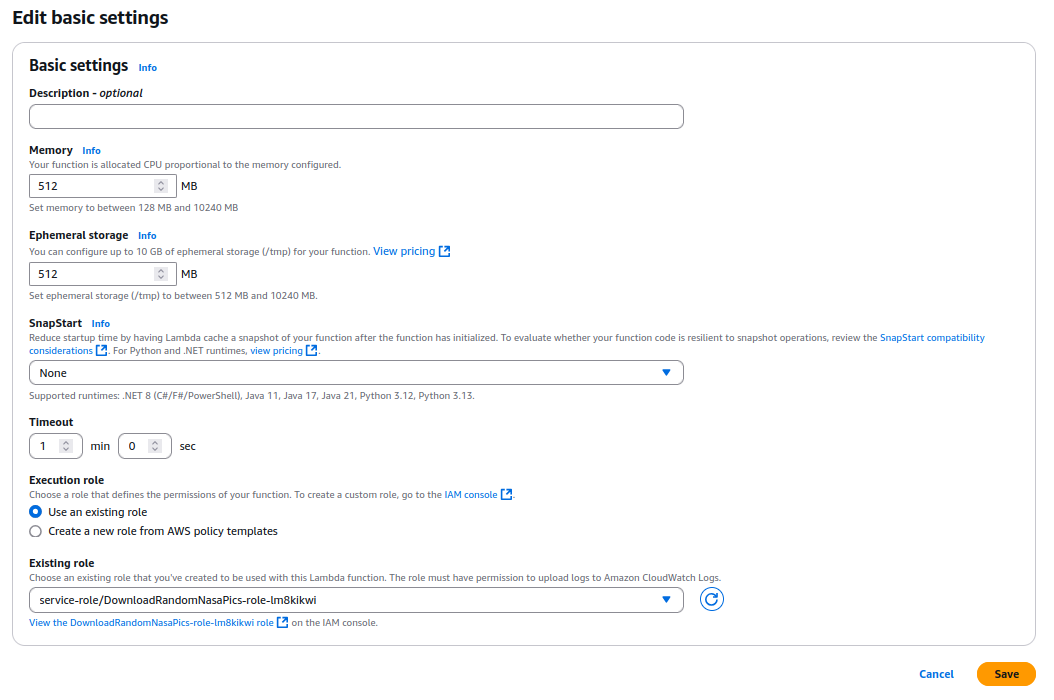 Edit basic settings
Basic settings Info
Description - optional
Memory Info
Your function is allocated CPU proportional to the memory configured.
512 MB
Set memory to between 128 MB and 10240 MB
Ephemeral storage Info
You can configure up to 10 GB of ephemeral storage (/tmp) for your function. View pricing
512 MB
Set ephemeral storage (/tmp) to between 512 MB and 10240 MB.
SnapStart Info
Reduce startup time by having Lambda cache a snapshot of your function after the function has initialized. To evaluate whether your function code is resilient to snapshot operations, review the SnapStart compatibility
considerations. For Python and .NET runtimes, view pricing.
None
Supported runtimes: .NET 8 (C#/F#/PowerShell), Java 11, Java 17, Java 21, Python 3.12, Python 3.13.
Timeout
1 min 0 sec
Execution role
Choose a role that defines the permissions of your function. To create a custom role, go to the IAM console.
Use an existing role
Create a new role from AWS policy templates
Existing role
Choose an existing role that you've created to be used with this Lambda function. The role must have permission to upload logs to Amazon CloudWatch Logs.
service-role/DownloadRandomNasaPics-role-lm8kikwi
View the DownloadRandomNasaPics-role-lm8kikwi role on the IAM console.
Cancel Save